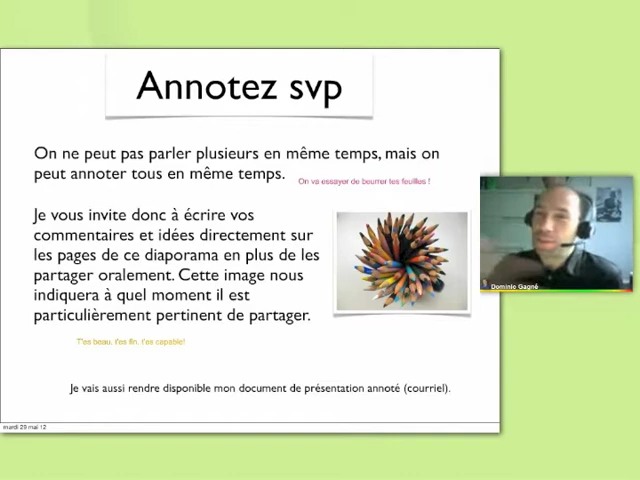 Annotez svp
On ne peut pas parler plusieurs en même temps, mais on
peut annoter tous en même temps.
On va essayer de beurrer tes feuilles !
Je vous invite donc à écrire vos
commentaires et idées directement sur
les pages de ce diaporama en plus de les
partager oralement. Cette image nous
indiquera à quel moment il est
particulièrement pertinent de partager.
Dominic Gagné
T'es beau, t'es fin, t'es capable!
Je vais aussi rendre disponible mon document de présentation annoté (courriel).
mardi 29 mai 12